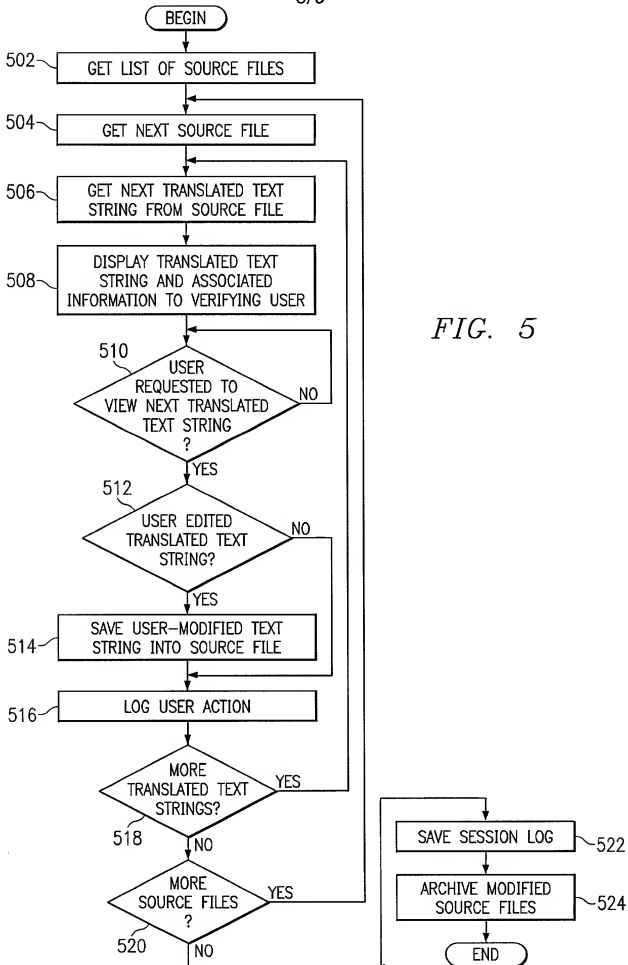 BEGIN
502
GET LIST OF SOURCE FILES
504
GET NEXT SOURCE FILE
506
GET NEXT TRANSLATED TEXT
STRING FROM SOURCE FILE
508
DISPLAY TRANSLATED TEXT
STRING AND ASSOCIATED
INFORMATION TO VERIFYING USER
FIG. 5
510
USER
REQUESTED TO
VIEW NEXT TRANSLATED
TEXT STRING
?
NO
YES
512
USER EDITED
TRANSLATED TEXT
STRING?
NO
YES
514
SAVE USER-MODIFIED TEXT
STRING INTO SOURCE FILE
516
LOG USER ACTION
MORE
TRANSLATED TEXT
STRINGS?
YES
518
NO
MORE
SOURCE FILES
?
YES
520
NO
SAVE SESSION LOG
522
ARCHIVE MODIFIED
SOURCE FILES
524
END